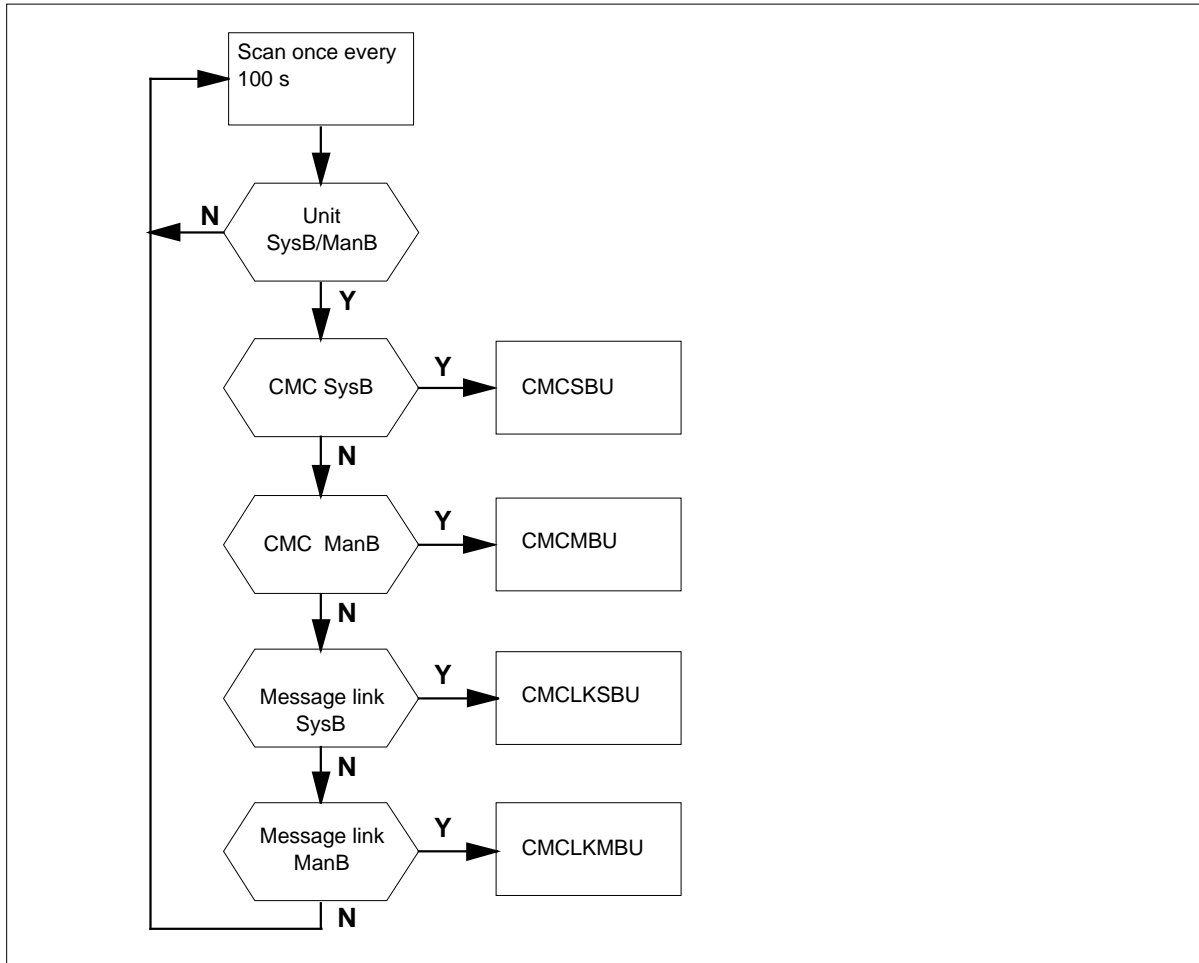 Scan once every
100 s
N
Unit
SysB/ManB
Y
CMC SysB
Y
CMCSBU
N
CMC ManB
Y
CMCMBU
N
Message link
SysB
Y
CMCLKSBU
N
Message link
ManB
Y
CMCLKMBU
N